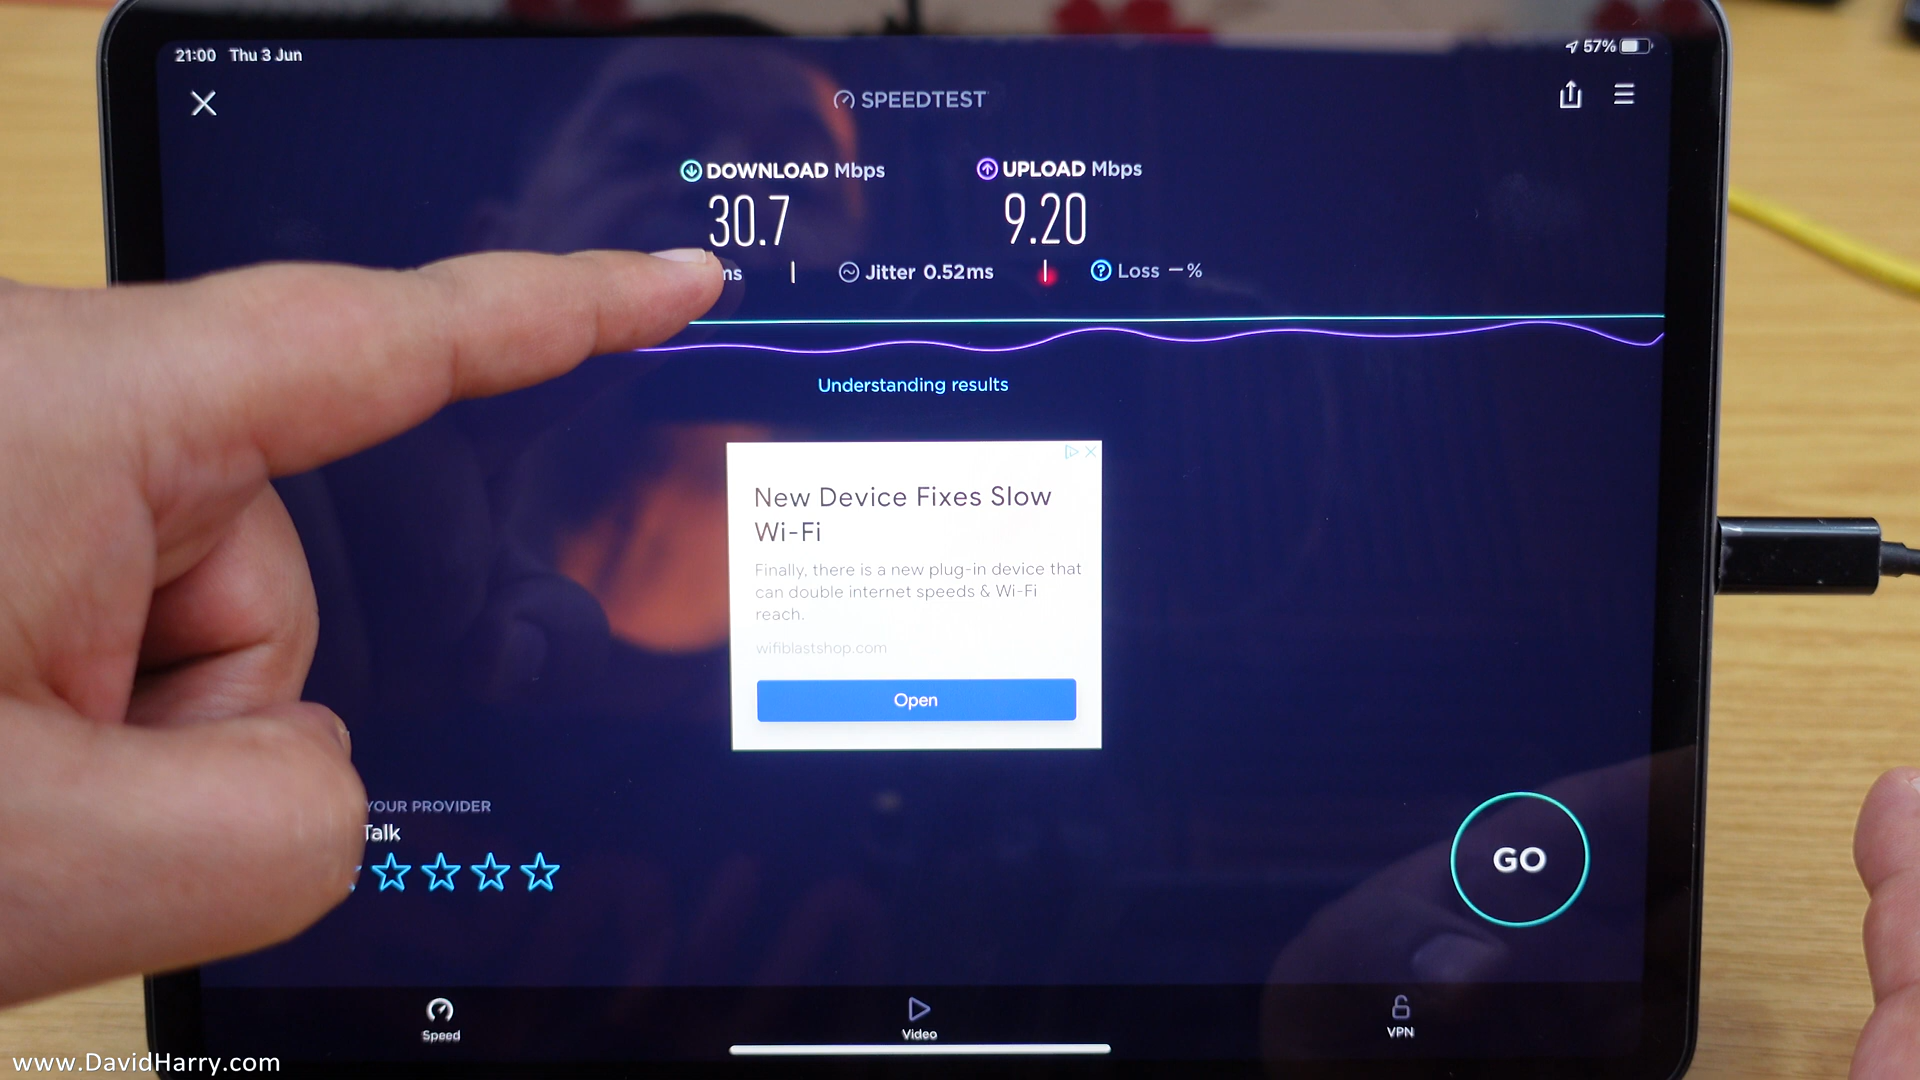 21:00 Thu 3 Jun
57%
SPEEDTEST
DOWNLOAD Mbps
UPLOAD Mbps
30.7
9.20
ms | Jitter 0.52ms | Loss —%
Understanding results
New Device Fixes Slow
Wi-Fi
Finally, there is a new plug-in device that
can double internet speeds & Wi-Fi
reach.
wifiblastshop.com
Open
YOUR PROVIDER
Talk
GO
Speed
Video
VPN
www.DavidHarry.com